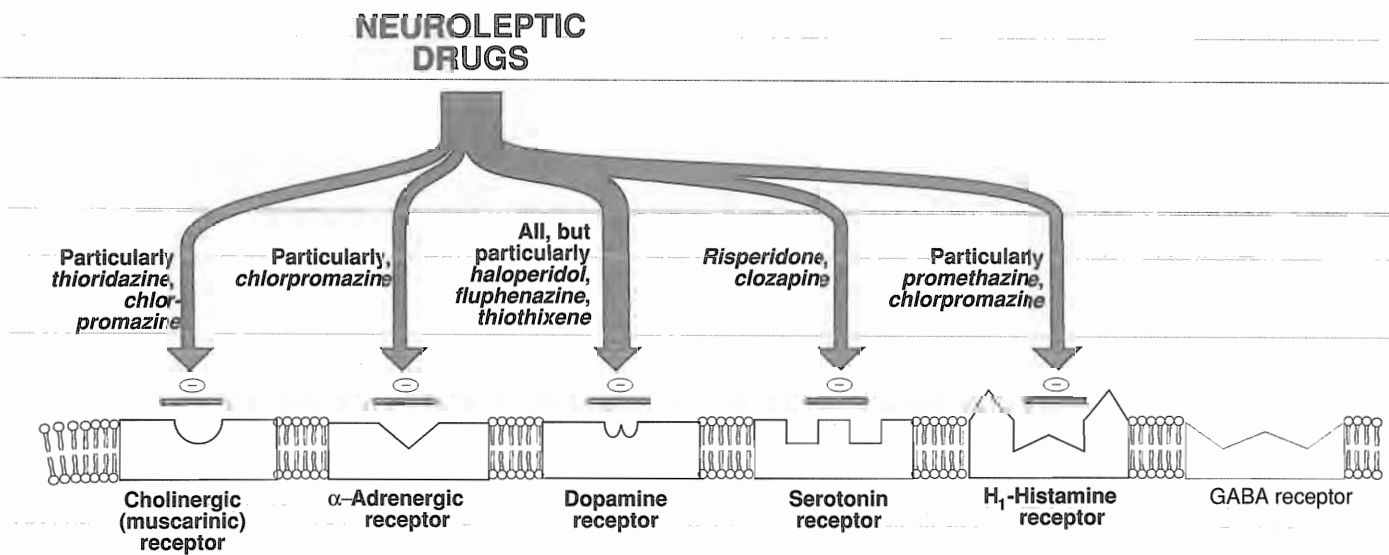 NEUROLEPTIC
DRUGS
Particularly
thioridazine,
chlor-
promazine
Particularly,
chlorpromazine
All, but
particularly
haloperidol,
fluphenazine,
thiothixene
Risperidone,
clozapine
Particularly
promethazine,
chlorpromazine
−
−
−
−
−
Cholinergic
(muscarinic)
receptor
α–Adrenergic
receptor
Dopamine
receptor
Serotonin
receptor
H₁-Histamine
receptor
GABA receptor